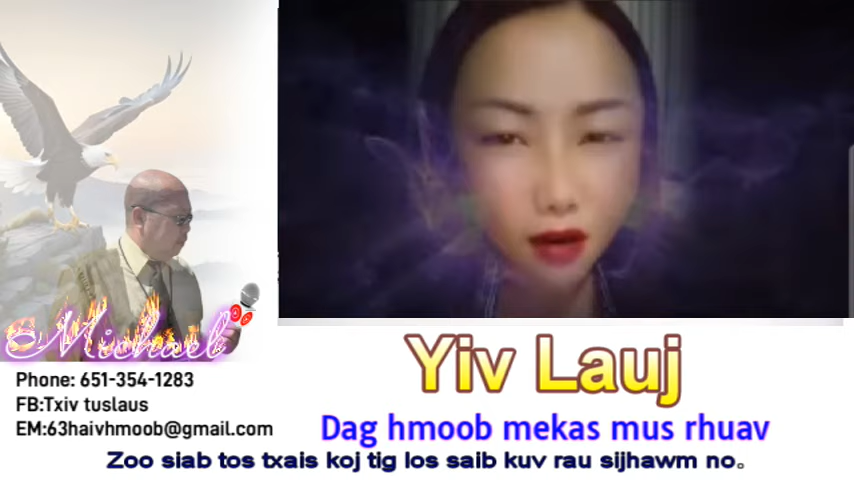 Michael
Phone: 651-354-1283
FB:Txiv tuslaus
EM:63haivhmoob@gmail.com
Yiv Lauj
Dag hmoob mekas mus rhuav
Zoo siab tos txais koj tig los saib kuv rau sijhawm no.